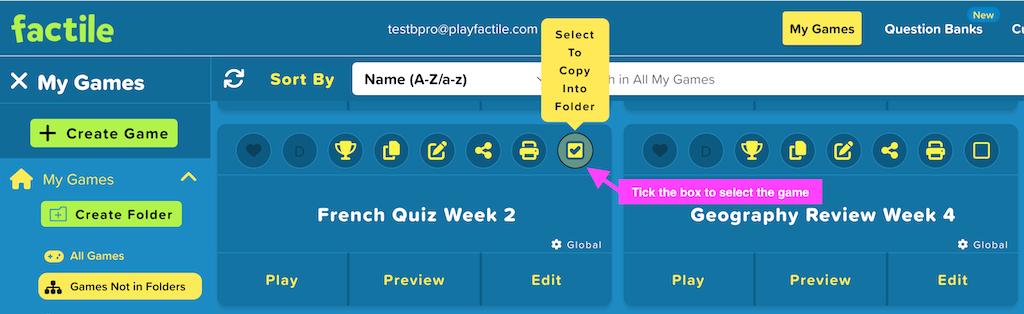 factile
testbpro@playfactile.com
Select
To
Copy
Into
Folder
My Games
Question Banks
New
My Games
Sort By
Name (A-Z/a-z)
in All My Games
Create Game
My Games
Create Folder
All Games
Games Not in Folders
D
French Quiz Week 2
Global
Play
Preview
Edit
Tick the box to select the game
D
Geography Review Week 4
Global
Play
Preview
Edit